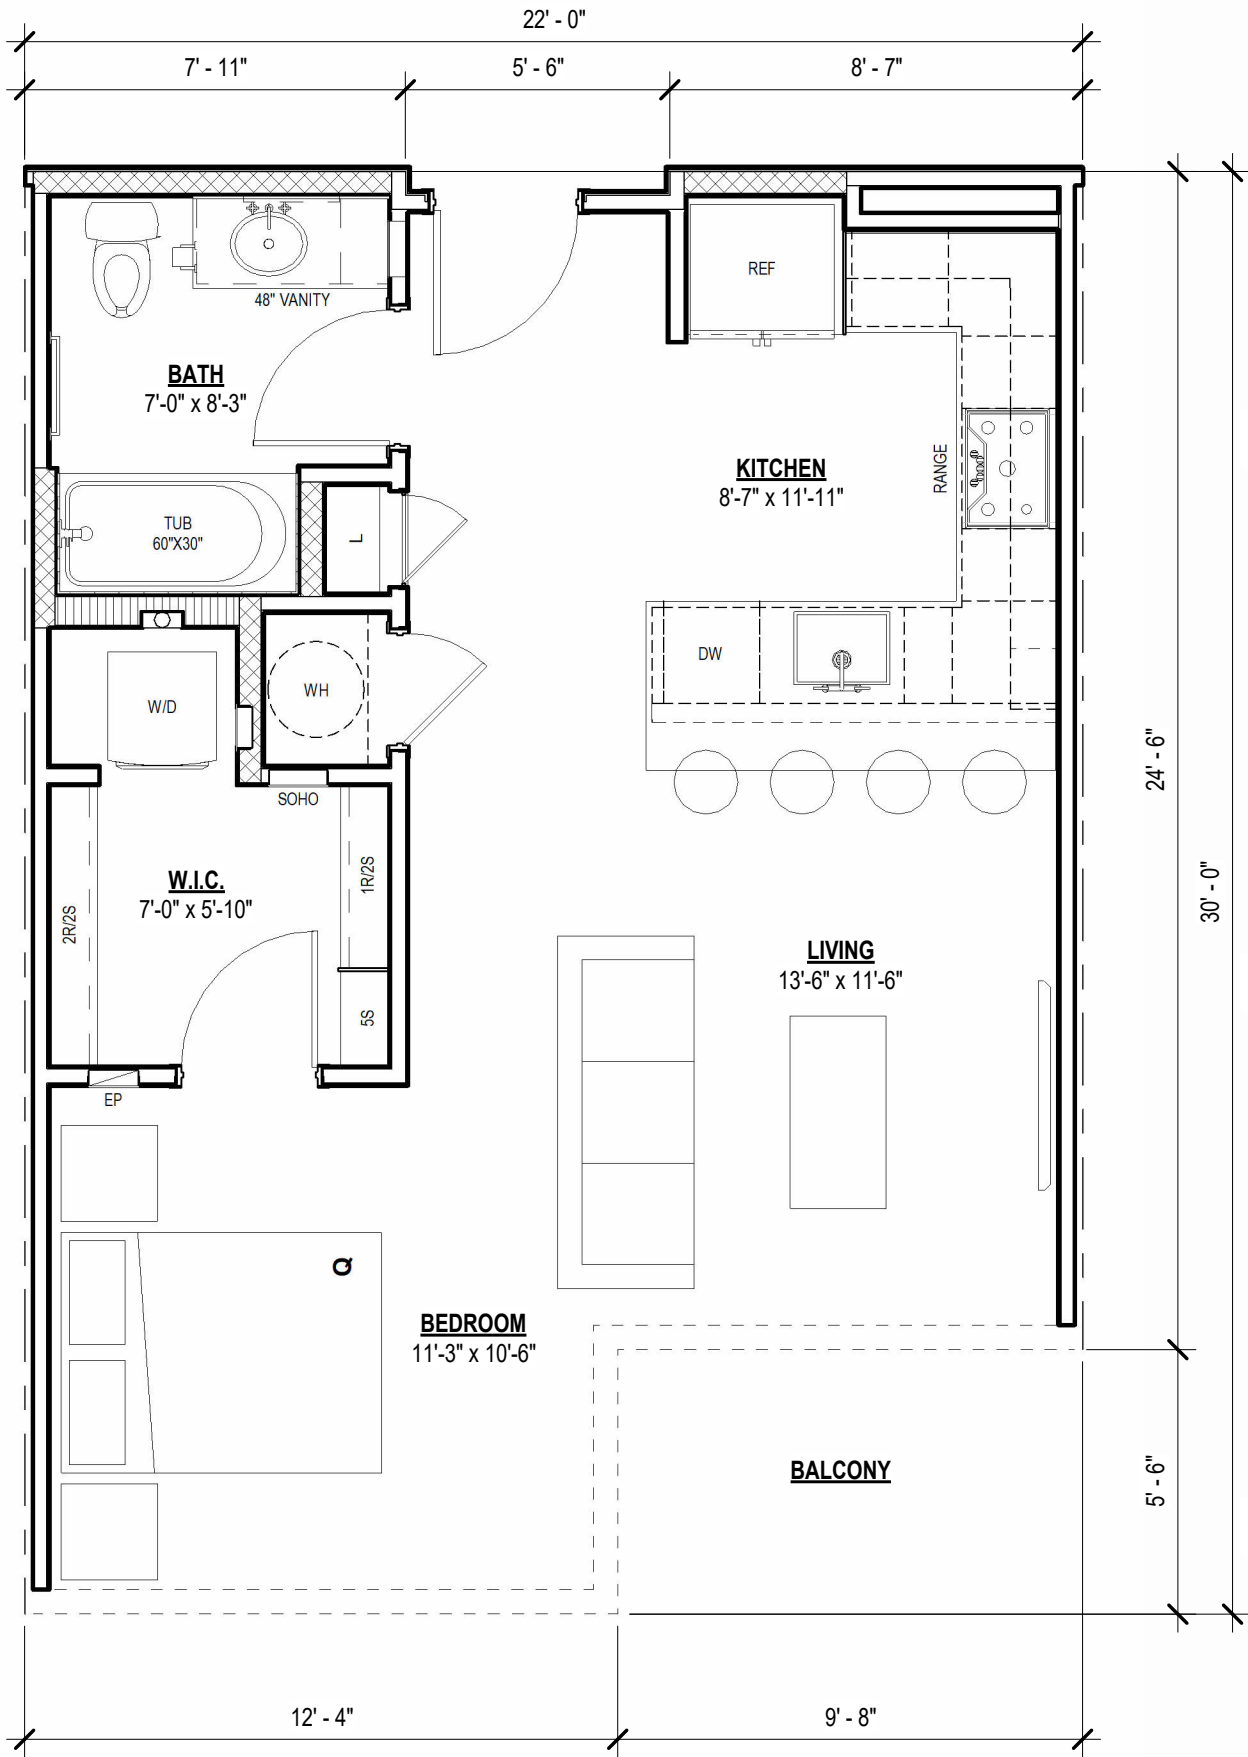 22' - 0"
7' - 11"
5' - 6"
8' - 7"
REF
48" VANITY
BATH
7'-0" x 8'-3"
KITCHEN
8'-7" x 11'-11"
RANGE
TUB
60"X30"
L
DW
WH
W/D
24' - 6"
SOHO
1R/2S
W.I.C.
7'-0" x 5'-10"
2R/2S
30' - 0"
LIVING
13'-6" x 11'-6"
5S
EP
Q
BEDROOM
11'-3" x 10'-6"
BALCONY
5' - 6"
12' - 4"
9' - 8"